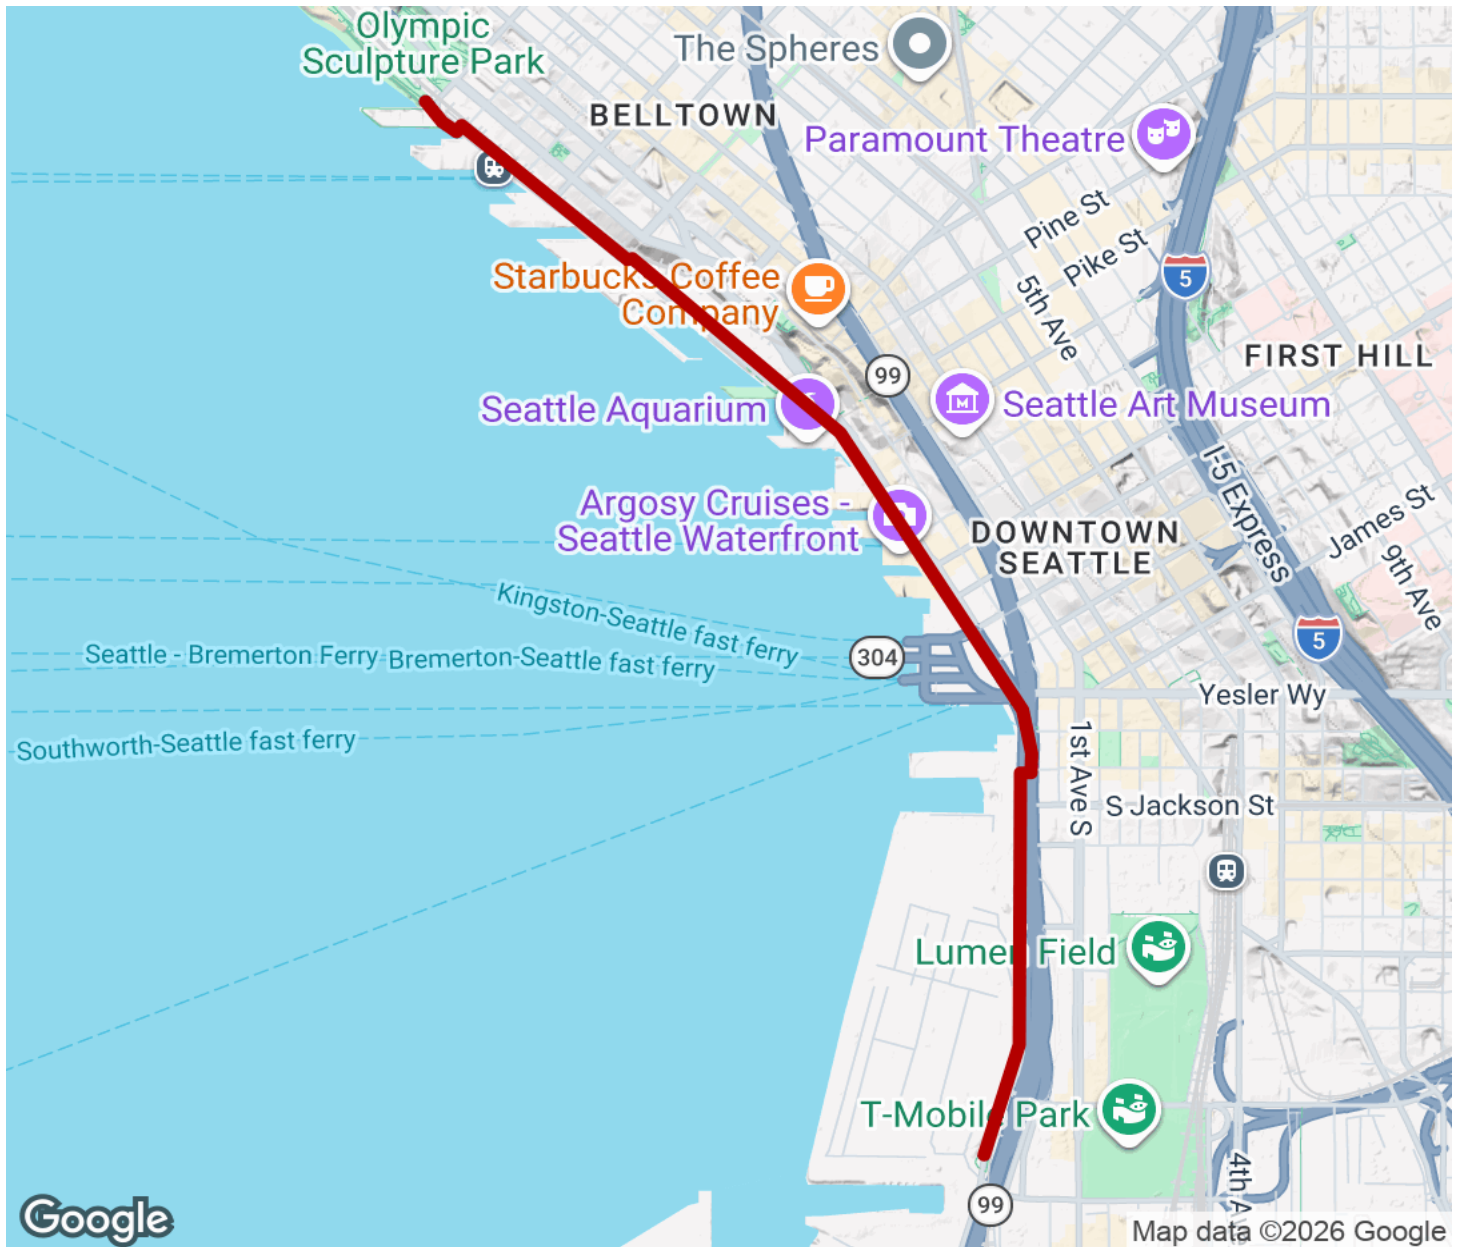 Olympic
Sculpture Park
The Spheres
BELLTOWN
Paramount Theatre
Pine St
Pike St
5
Starbucks Coffee
Company
5th Ave
FIRST HILL
99
Seattle Aquarium
Seattle Art Museum
I-5 Express
Argosy Cruises -
Seattle Waterfront
DOWNTOWN
SEATTLE
James St
9th Ave
Kingston-Seattle fast ferry
304
5
Seattle - Bremerton Ferry
Bremerton-Seattle fast ferry
Yesler Wy
Southworth-Seattle fast ferry
1st Ave S
S Jackson St
Lumen Field
T-Mobile Park
4th Av
99
Google
Map data ©2026 Google